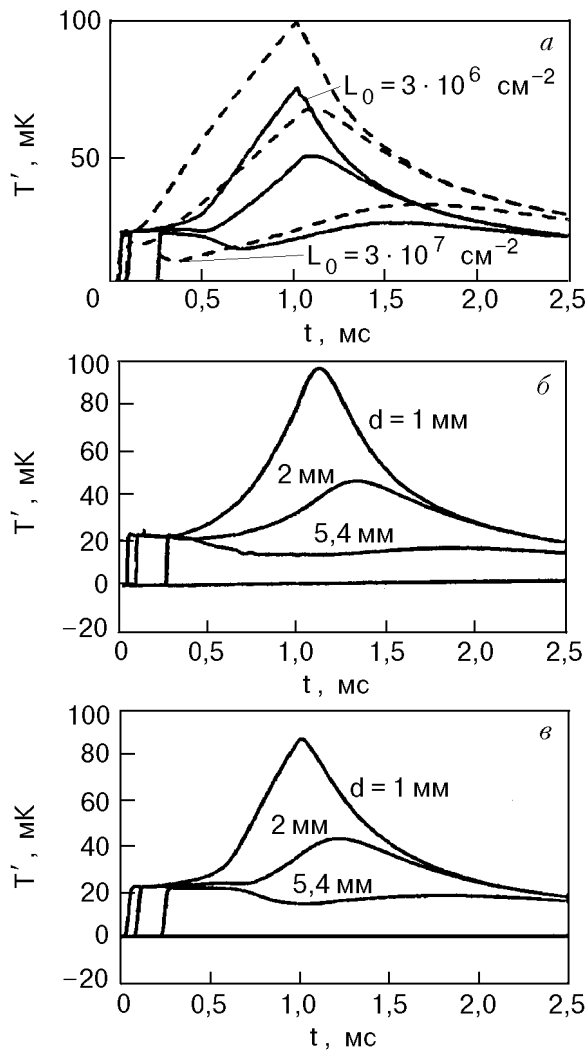 а
100
L₀ = 3 · 10⁶ см⁻²
T′, мК
50
L₀ = 3 · 10⁷ см⁻²
0 0,5 1,0 1,5 2,0 2,5
t, мс
100
б
80
d = 1 мм
60
T′, мК
2 мм
40
5,4 мм
20
0
−20
0 0,5 1,0 1,5 2,0 2,5
t, мс
100
в
80
d = 1 мм
60
T′, мК
2 мм
40
5,4 мм
20
0
−20
0 0,5 1,0 1,5 2,0 2,5
t, мс